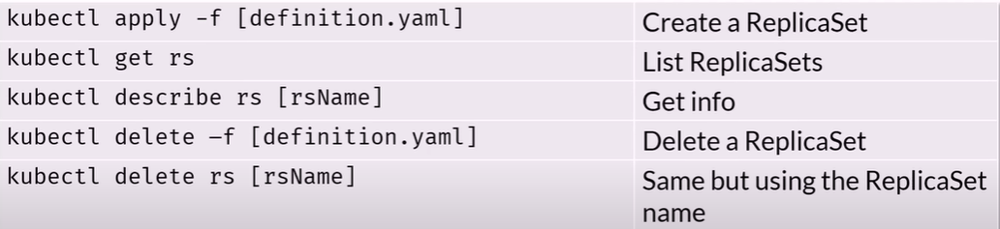 kubectl apply -f [definition.yaml] Create a ReplicaSet
kubectl get rs List ReplicaSets
kubectl describe rs [rsName] Get info
kubectl delete –f [definition.yaml] Delete a ReplicaSet
kubectl delete rs [rsName] Same but using the ReplicaSet
name